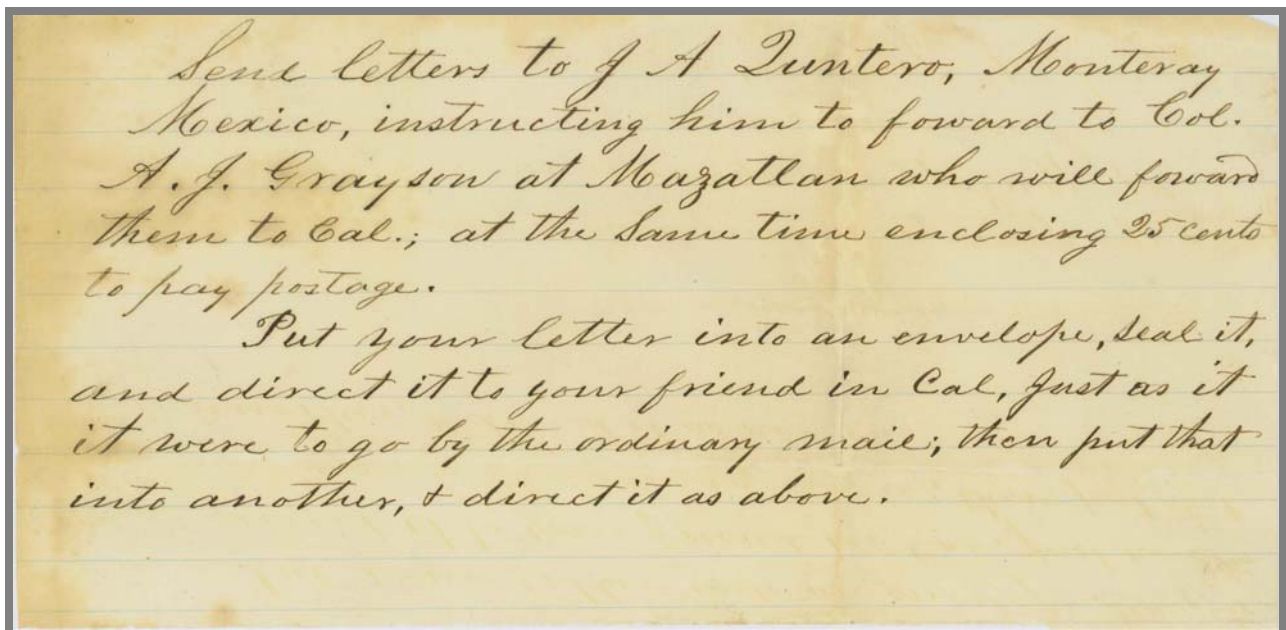 Send letters to J A Quntero, Monteray
Mexico, instructing him to foward to Col.
A. J. Grayson at Mazatlan who will foward
them to Cal.; at the Same time enclosing 25 cents
to pay postage.
Put your letter into an envelope, seal it,
and direct it to your friend in Cal, Just as it
it were to go by the ordinary mail; then put that
into another, & direct it as above.